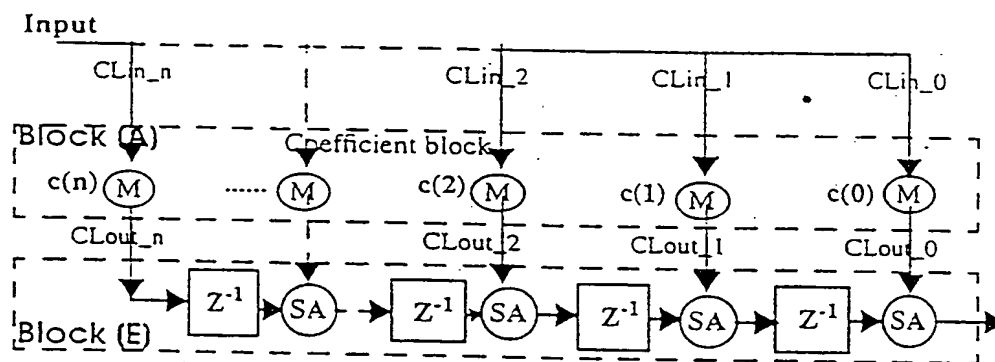 Input
CLin_n CLin_2 CLin_1 CLin_0
Block (A)
Coefficient block
c(n) M ...... M c(2) M c(1) M c(0) M
CLout_n CLout_2 CLout_1 CLout_0
Z-1 SA Z-1 SA Z-1 SA Z-1 SA
Block (E)